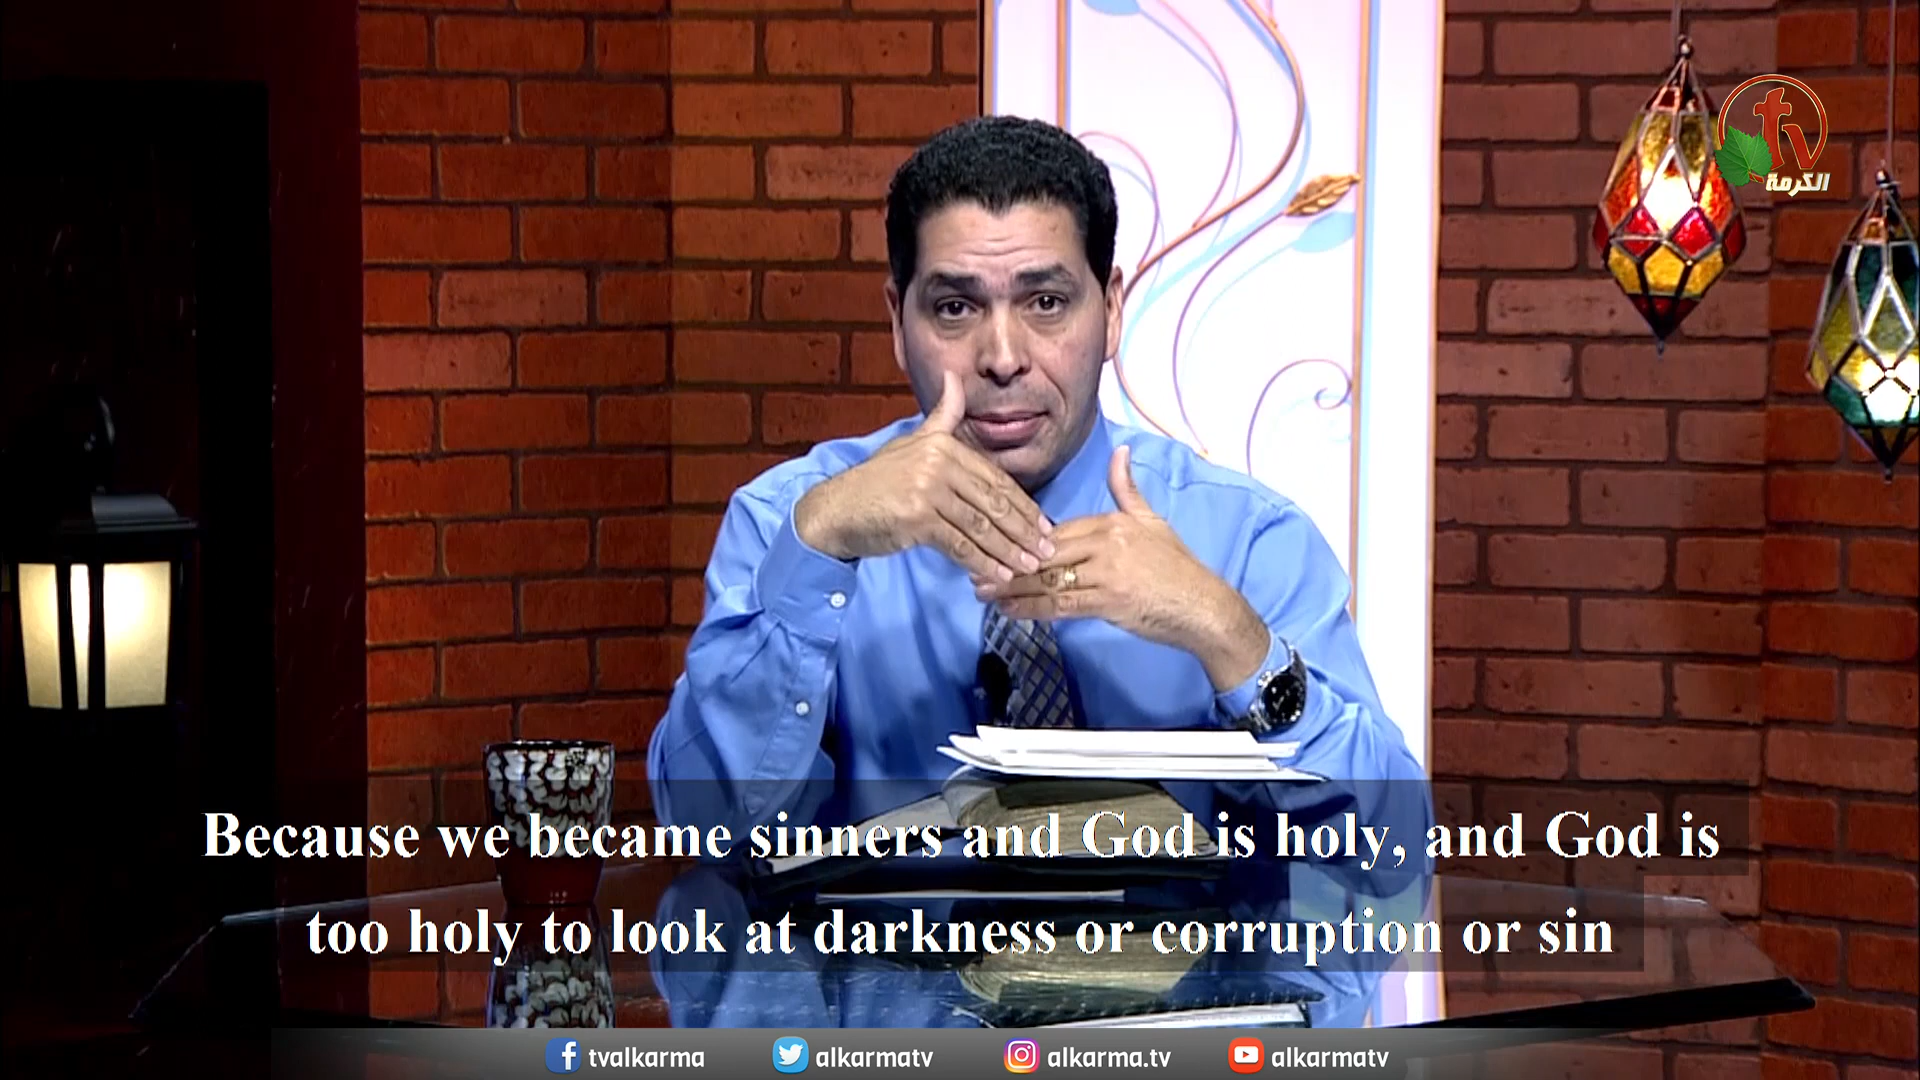 tv
الكرمة
Because we became sinners and God is holy, and God is
too holy to look at darkness or corruption or sin
tvalkarma
alkarmatv
alkarma.tv
alkarmatv